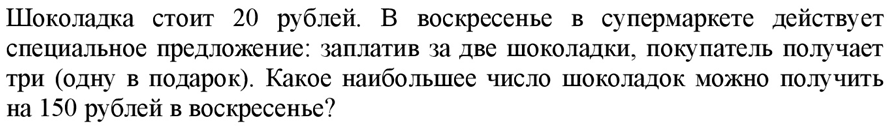 Шоколадка стоит 20 рублей. В воскресенье в супермаркете действует
специальное предложение: заплатив за две шоколадки, покупатель получает
три (одну в подарок). Какое наибольшее число шоколадок можно получить
на 150 рублей в воскресенье?